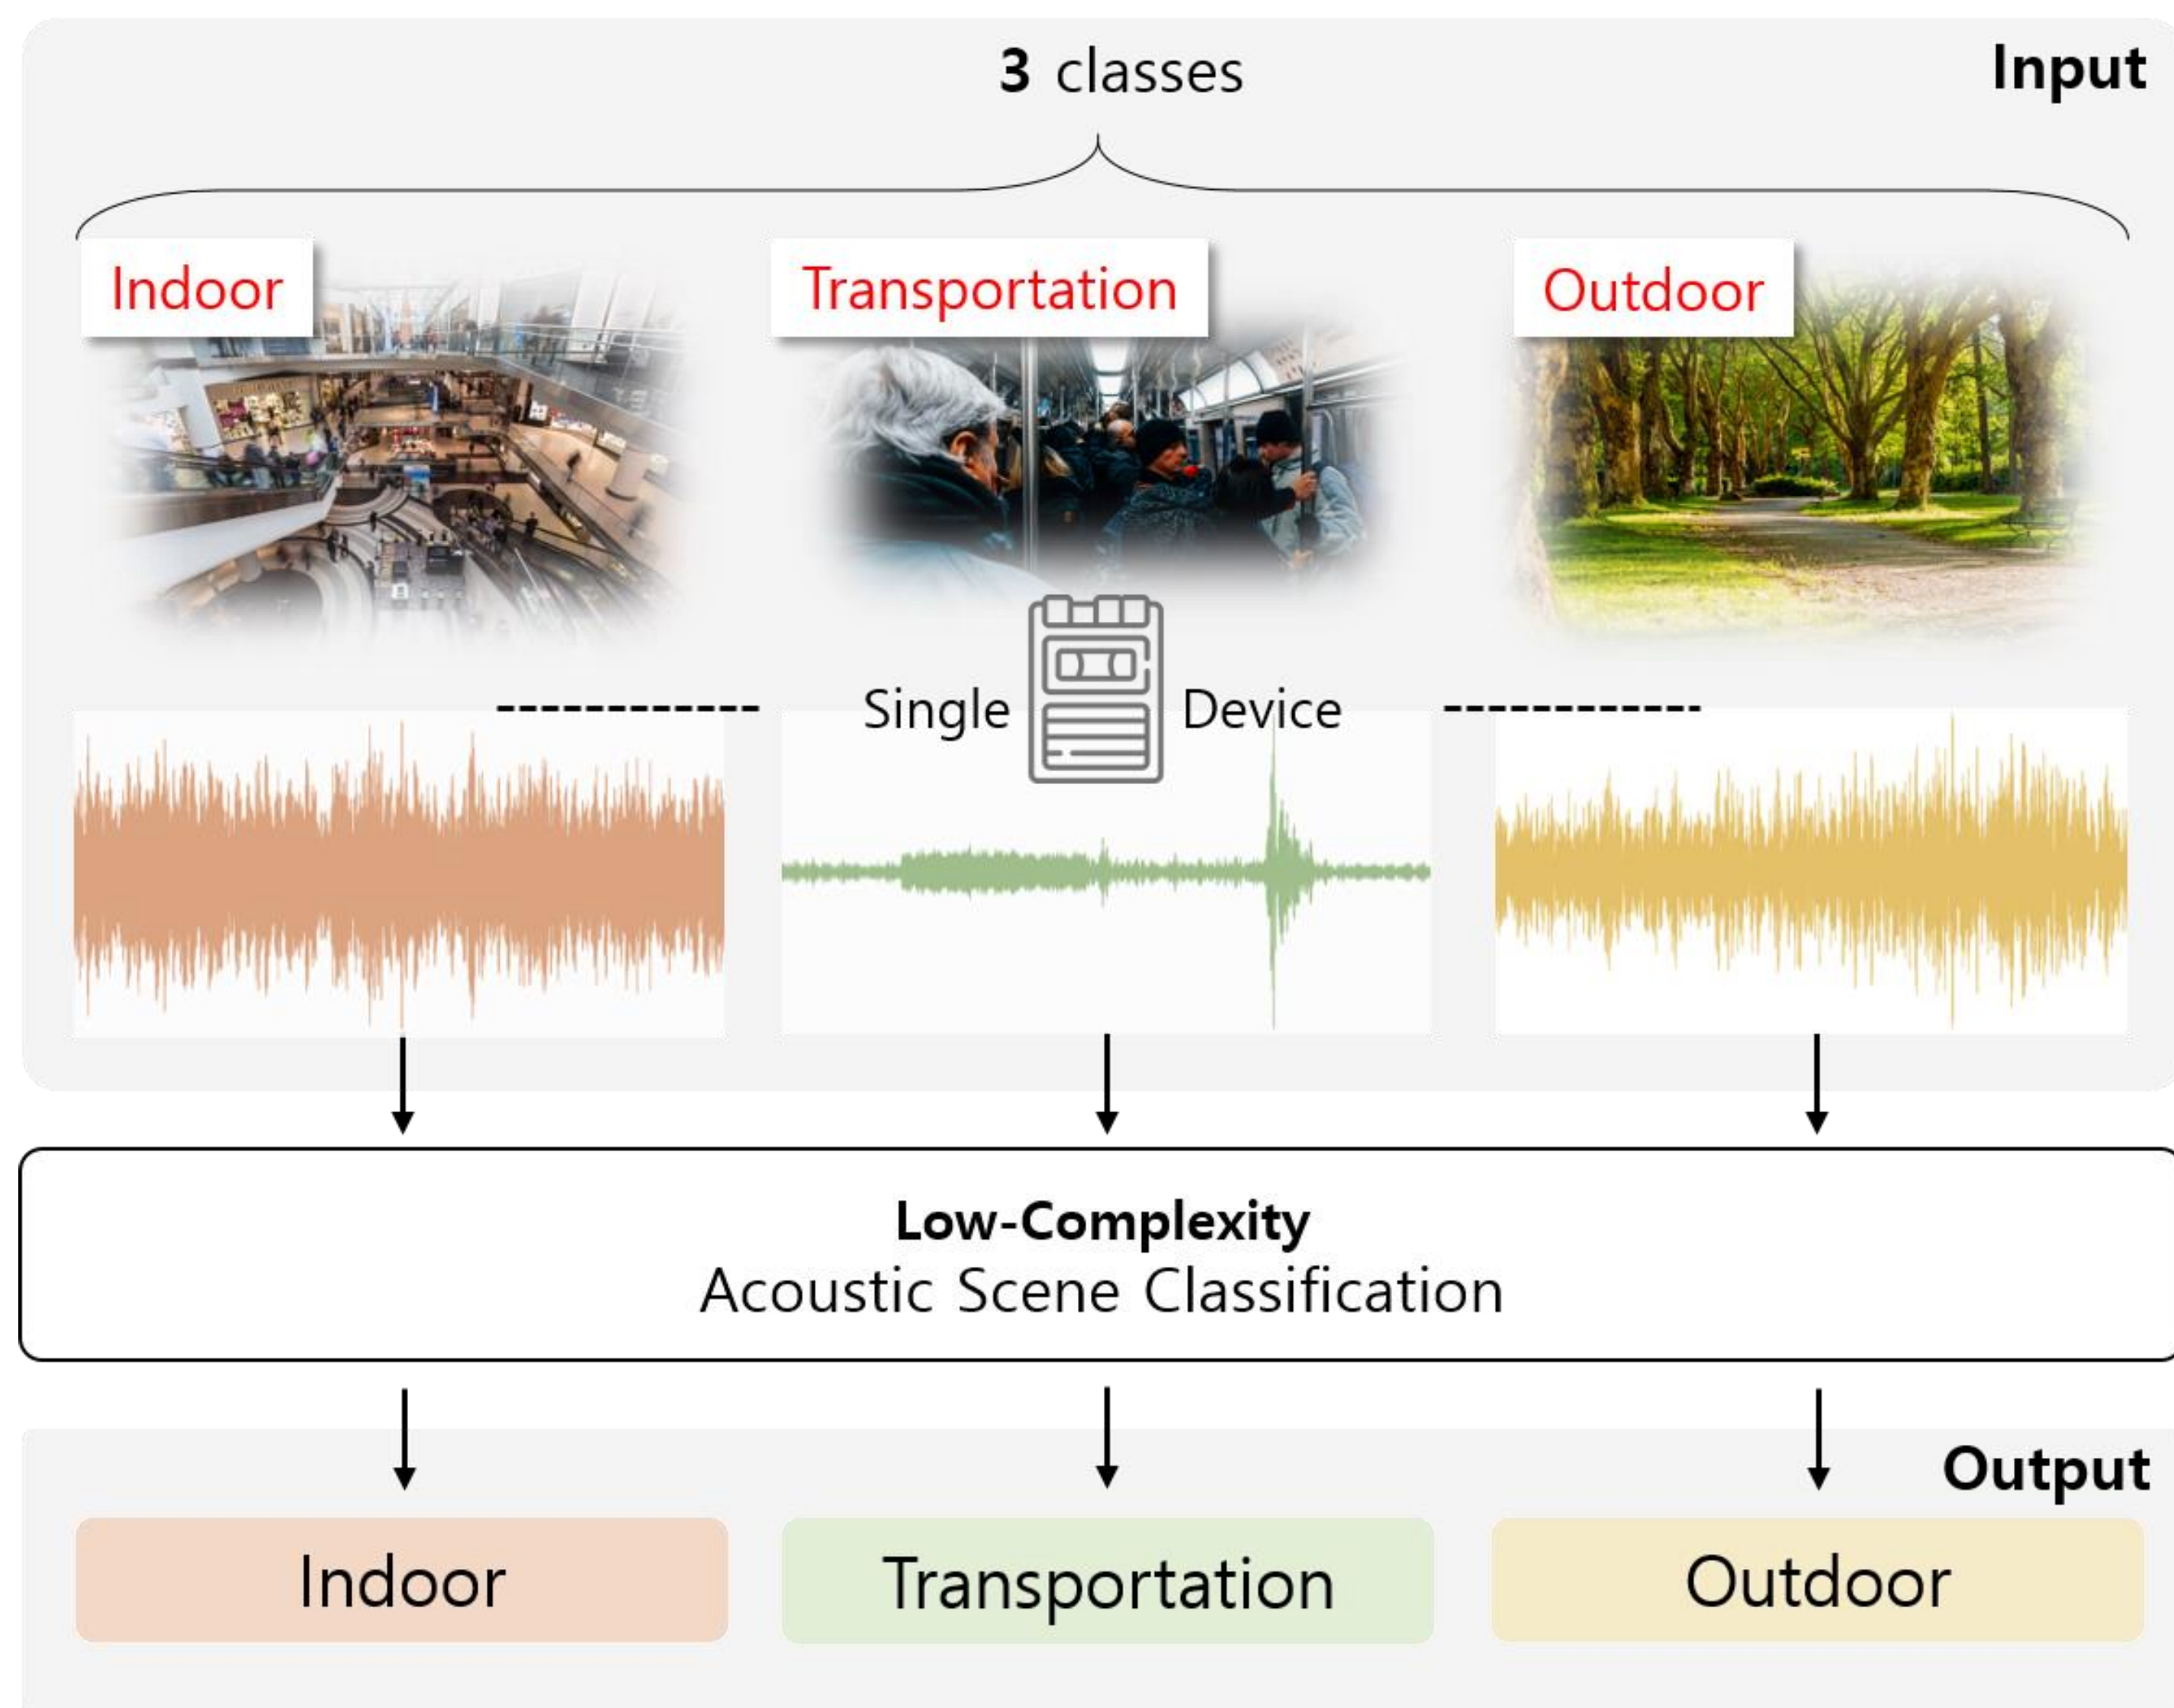 3 classes
Input
Indoor
Transportation
Outdoor
Single Device
Low-Complexity
Acoustic Scene Classification
Output
Indoor
Transportation
Outdoor